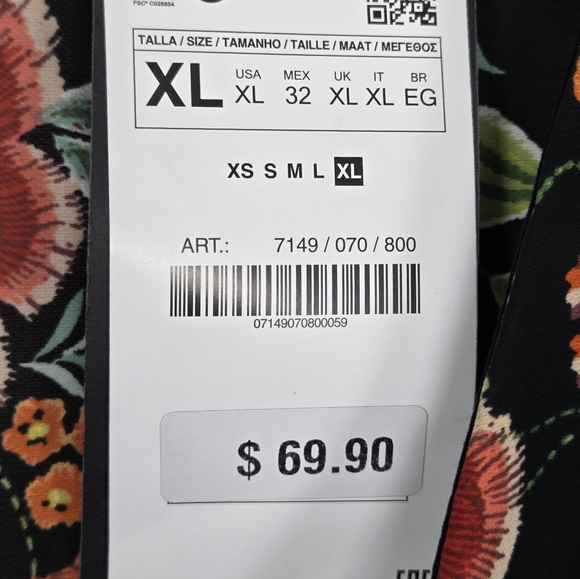 FSC® C028854
TALLA / SIZE / TAMANHO / TAILLE / MAAT / ΜΕΓΕΘΟΣ
XL
USA MEX UK IT BR
XL 32 XL XL EG
XS S M L XL
ART.: 7149 / 070 / 800
07149070800059
$ 69.90